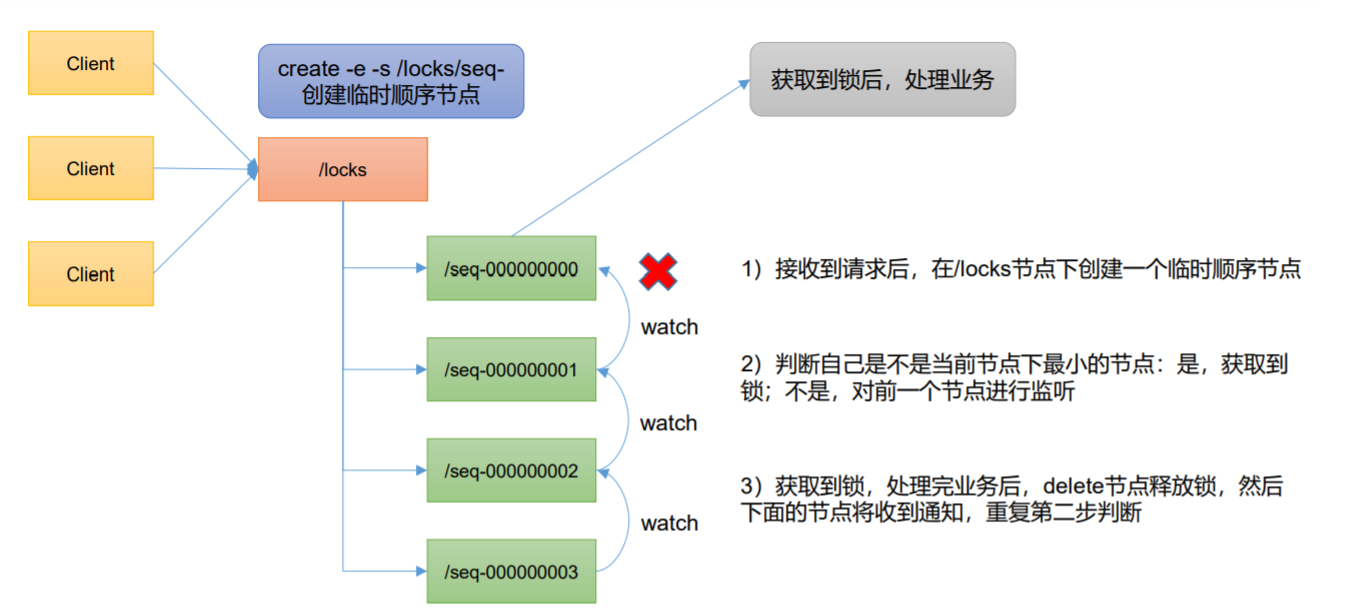 Client
create -e -s /locks/seq-
创建临时顺序节点
获取到锁后，处理业务
Client
/locks
Client
/seq-000000000
1）接收到请求后，在/locks节点下创建一个临时顺序节点
watch
/seq-000000001
2）判断自己是不是当前节点下最小的节点：是，获取到
锁；不是，对前一个节点进行监听
watch
/seq-000000002
3）获取到锁，处理完业务后，delete节点释放锁，然后
下面的节点将收到通知，重复第二步判断
watch
/seq-000000003